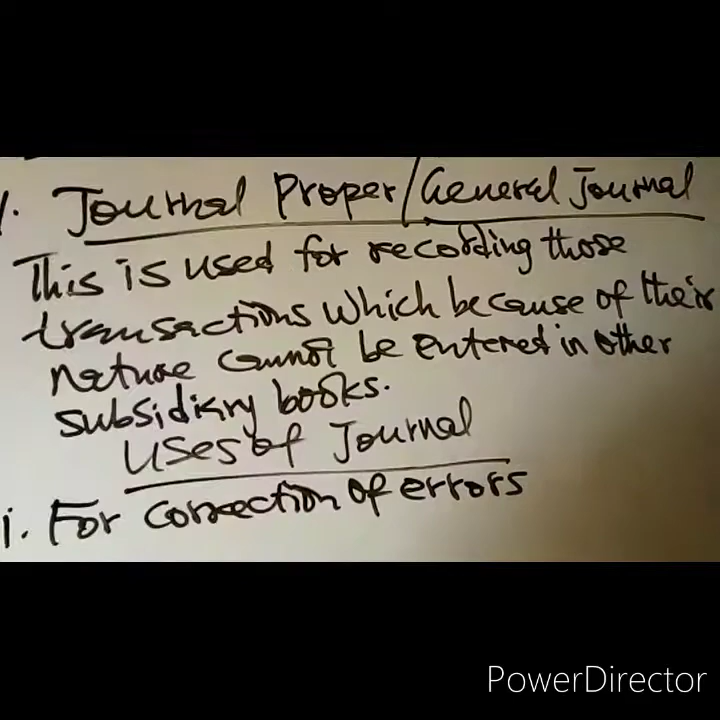 1. Journal Proper/General Journal
This is used for recording those
transactions which because of their
nature cannot be entered in other
subsidiary books.
Uses of Journal
i. For correction of errors
PowerDirector